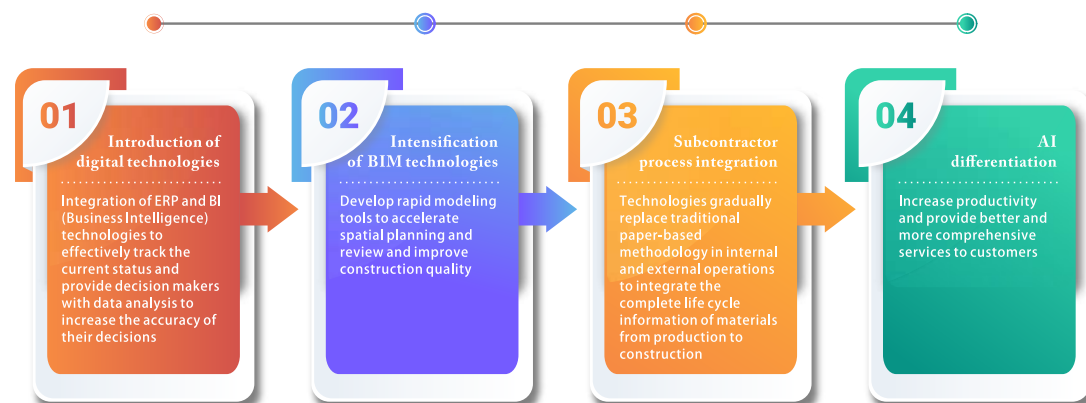 01
Introduction of
digital technologies
Integration of ERP and BI
(Business Intelligence)
technologies to
effectively track the
current status and
provide decision makers
with data analysis to
increase the accuracy of
their decisions
02
Intensification
of BIM technologies
Develop rapid modeling
tools to accelerate
spatial planning and
review and improve
construction quality
03
Subcontractor
process integration
Technologies gradually
replace traditional
paper-based
methodology in internal
and external operations
to integrate the
complete life cycle
information of materials
from production to
construction
04
AI
differentiation
Increase productivity
and provide better and
more comprehensive
services to customers